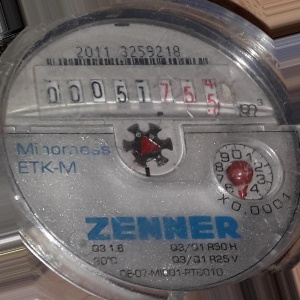 2011 3259218
00051755
m³
Minomess
ETK-M
X0.0001
ZENNER
Q3 1.6 Q3/Q1 R50 H
30°C Q3/Q1 R25 V